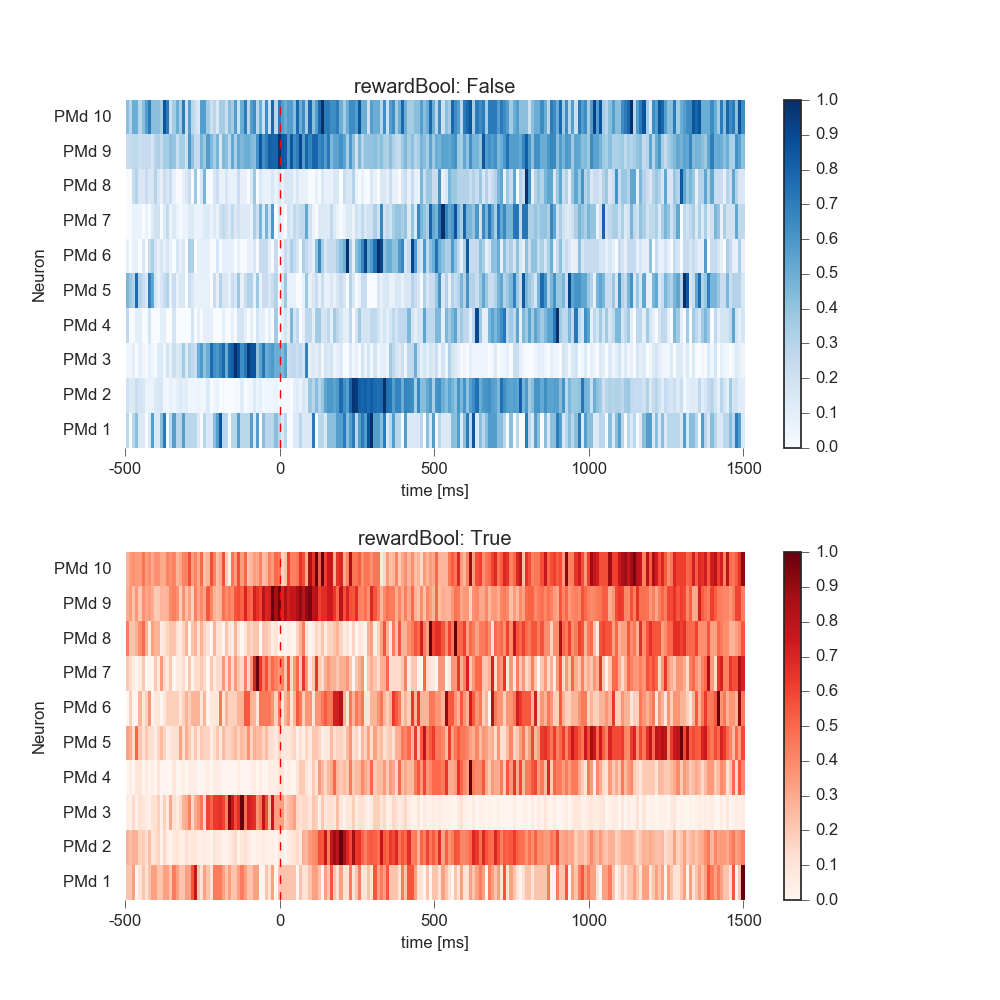 rewardBool: False
PMd 10
PMd 9
PMd 8
PMd 7
PMd 6
PMd 5
PMd 4
PMd 3
PMd 2
PMd 1
Neuron
-500 0 500 1000 1500
time [ms]
1.0
0.9
0.8
0.7
0.6
0.5
0.4
0.3
0.2
0.1
0.0
rewardBool: True
PMd 10
PMd 9
PMd 8
PMd 7
PMd 6
PMd 5
PMd 4
PMd 3
PMd 2
PMd 1
Neuron
-500 0 500 1000 1500
time [ms]
1.0
0.9
0.8
0.7
0.6
0.5
0.4
0.3
0.2
0.1
0.0